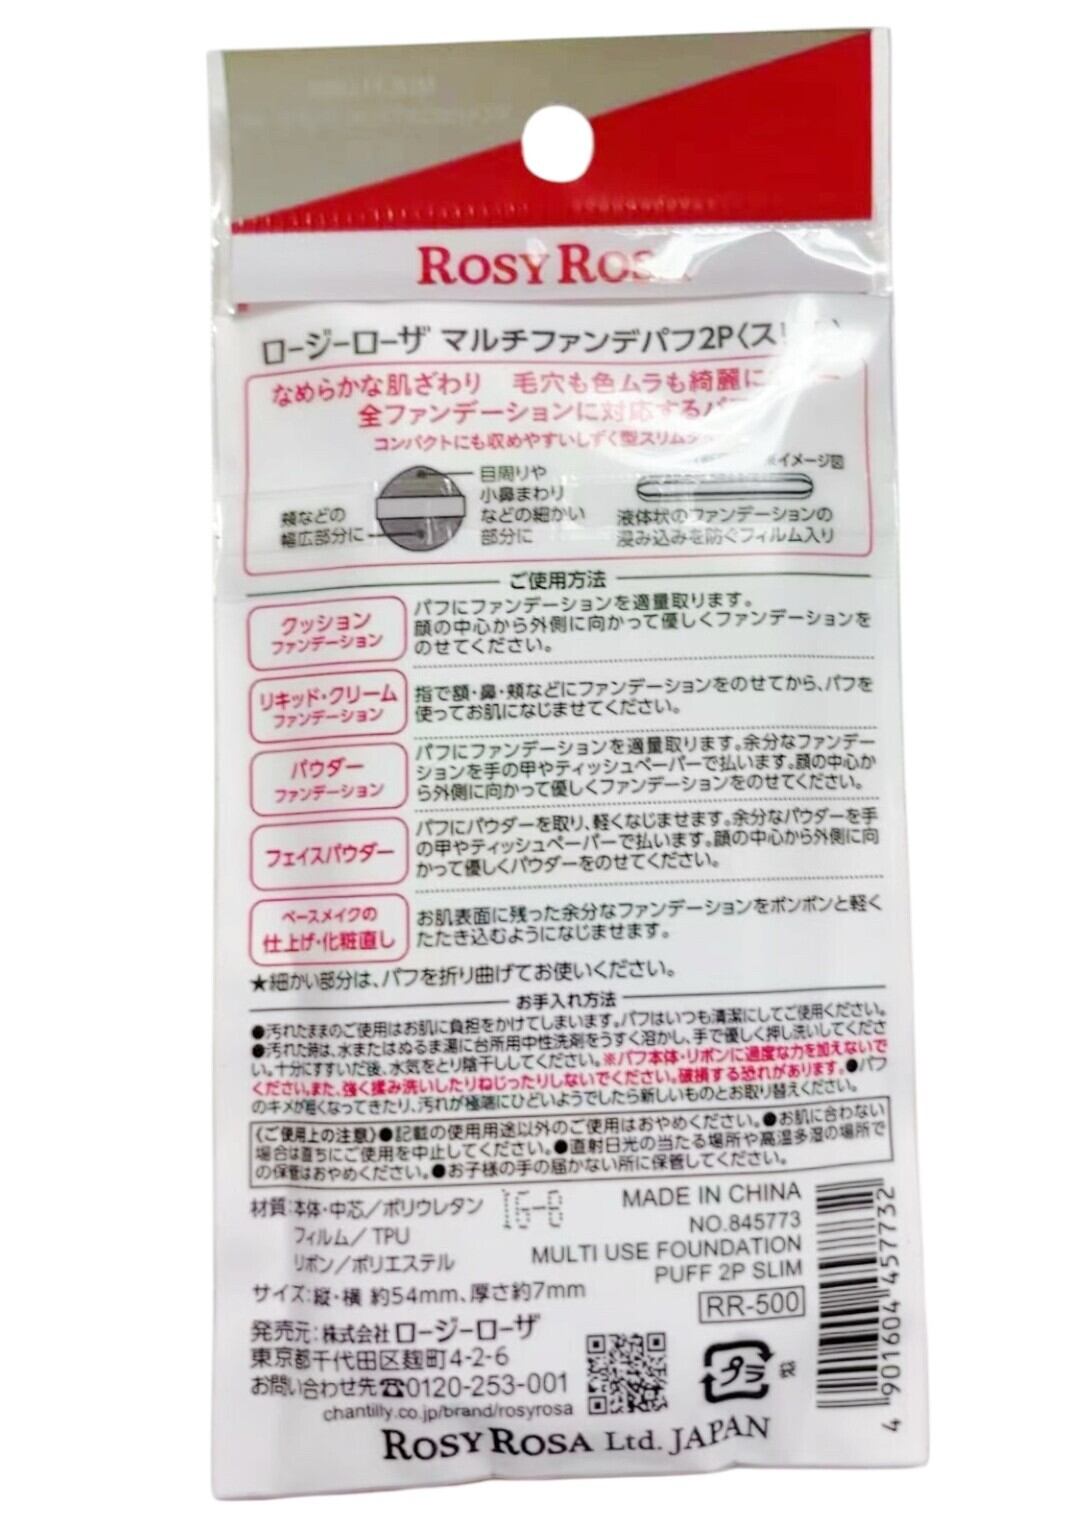 ROSY ROSA
ロージーローザ マルチファンデパフ2P〈ス
なめらかな肌ざわり 毛穴も色ムラも綺麗に
全ファンデーションに対応する
コンパクトにも収めやすいしずく型スリム
※イメージ図
目周りや
小鼻まわり
などの細かい
部分に
頬などの
幅広部分に
液体状のファンデーションの
浸み込みを防ぐフィルム入り
ご使用方法
クッション
ファンデーション
パフにファンデーションを適量取ります。
顔の中心から外側に向かって優しくファンデーションを
のせてください。
リキッド・クリーム
ファンデーション
指で額・鼻・頬などにファンデーションをのせてから、パフを
使ってお肌になじませてください。
パウダー
ファンデーション
パフにファンデーションを適量取ります。余分なファンデー
ションを手の甲やティッシュペーパーで払います。顔の中心か
ら外側に向かって優しくファンデーションをのせてください。
フェイスパウダー
パフにパウダーを取り、軽くなじませます。余分なパウダーを手
の甲やティッシュペーパーで払います。顔の中心から外側に向
かって優しくパウダーをのせてください。
ベースメイクの
仕上げ・化粧直し
お肌表面に残った余分なファンデーションをポンポンと軽く
たたき込むようになじませます。
★細かい部分は、パフを折り曲げてお使いください。
お手入れ方法
●汚れたままのご使用はお肌に負担をかけてしまいます。パフはいつも清潔にしてご使用ください。
●汚れた時は、水またはぬるま湯に台所用中性洗剤をうすく溶かし、手で優しく押し洗いしてくださ
い。十分にすすいだ後、水気をとり陰干ししてください。※パフ本体・リボンに過度な力を加えないで
ください。また、強く揉み洗いしたりねじったりしないでください。破損する恐れがあります。●パフ
のキメが粗くなってきたり、汚れが極端にひどいようでしたら新しいものとお取り替えください。
《ご使用上の注意》●記載の使用用途以外のご使用はおやめください。●お肌に合わない
場合は直ちにご使用を中止してください。●直射日光の当たる場所や高温多湿の場所で
の保管はおやめください。●お子様の手の届かない所に保管してください。
材質:本体・中芯/ポリウレタン
フィルム/TPU
リボン/ポリエステル
サイズ:縦・横 約54mm、厚さ約7mm
16-8
MADE IN CHINA
NO.845773
MULTI USE FOUNDATION
PUFF 2P SLIM
RR-500
4 901604 457732
発売元:株式会社ロージーローザ
東京都千代田区麹町4-2-6
お問い合わせ先☎0120-253-001
chantilly.co.jp/brand/rosyrosa
プラ
袋
ROSY ROSA Ltd. JAPAN